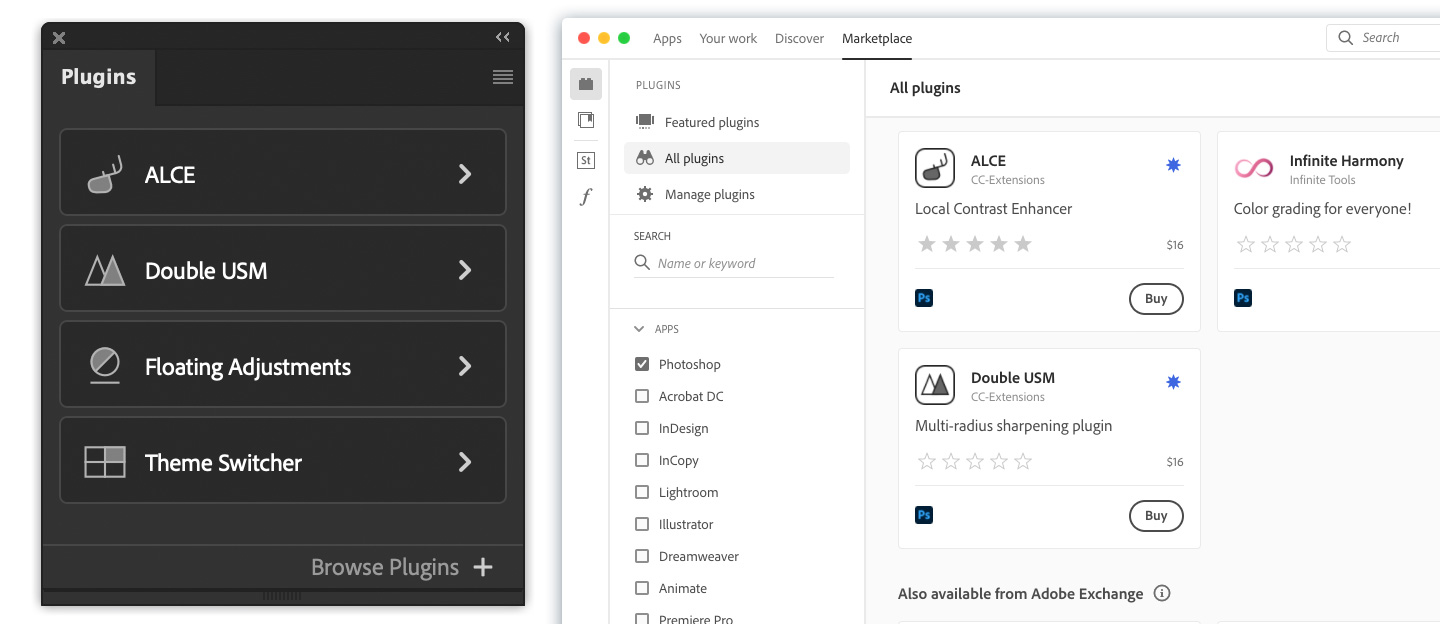 Plugins
ALCE
Double USM
Floating Adjustments
Theme Switcher
Browse Plugins
Apps
Your work
Discover
Marketplace
Search
St
f
PLUGINS
Featured plugins
All plugins
Manage plugins
SEARCH
Name or keyword
APPS
Photoshop
Acrobat DC
InDesign
InCopy
Lightroom
Illustrator
Dreamweaver
Animate
Premiere Pro
All plugins
ALCE
CC-Extensions
Local Contrast Enhancer
$16
Ps
Buy
Infinite Harmony
Infinite Tools
Color grading for everyone!
Ps
Double USM
CC-Extensions
Multi-radius sharpening plugin
$16
Ps
Buy
Also available from Adobe Exchange